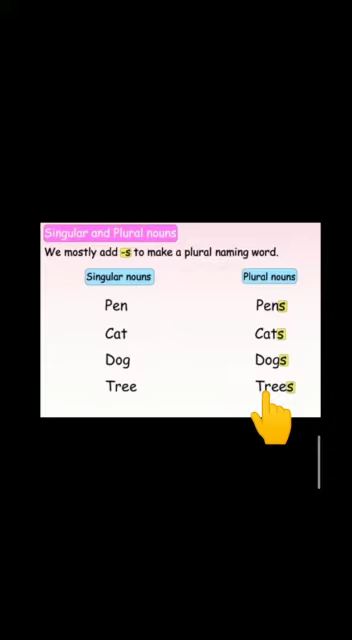 Singular and Plural nouns
We mostly add -s to make a plural naming word.
Singular nouns Plural nouns
Pen Pens
Cat Cats
Dog Dogs
Tree Trees